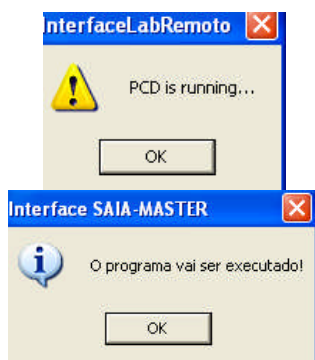 InterfaceLabRemoto
PCD is running...
OK
Interface SAIA-MASTER
O programa vai ser executado!
OK